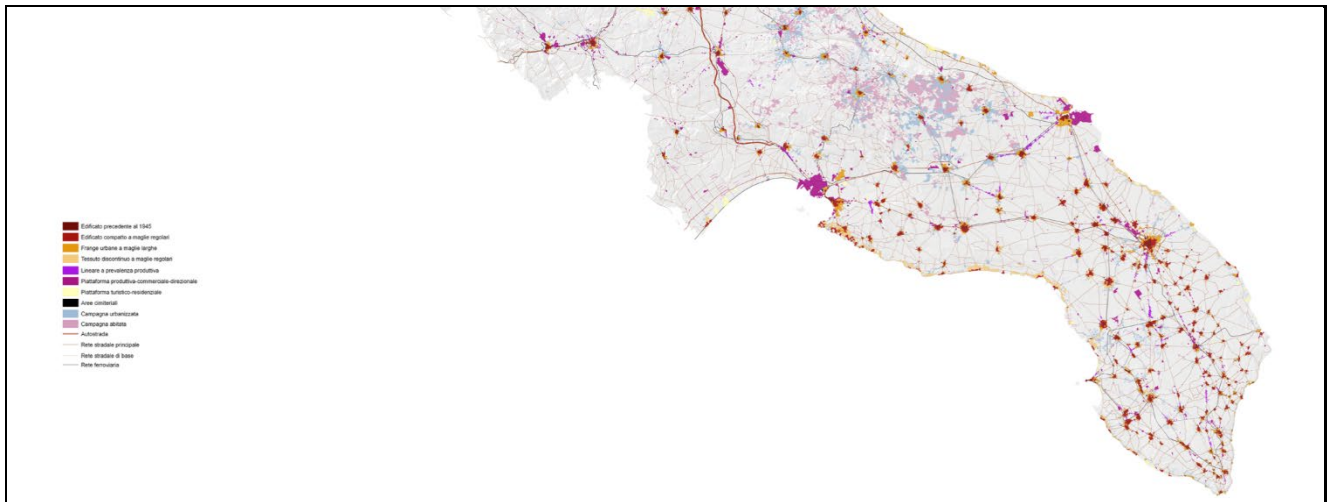 Edificato precedente al 1945
Edificato compatto a maglie regolari
Frange urbane a maglie larghe
Tessuto discontinuo a maglie regolari
Lineare a prevalenza produttiva
Piattaforma produttiva-commerciale-direzionale
Piattaforma turistico-residenziale
Aree cimiteriali
Campagna urbanizzata
Campagna abitata
Autostrada
Rete stradale principale
Rete stradale di base
Rete ferroviaria